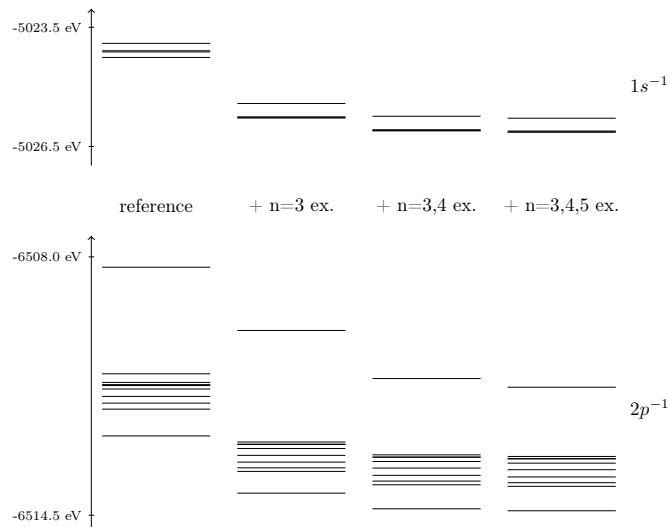 -5023.5 eV
1s⁻¹
-5026.5 eV
reference + n=3 ex. + n=3,4 ex. + n=3,4,5 ex.
-6508.0 eV
2p⁻¹
-6514.5 eV